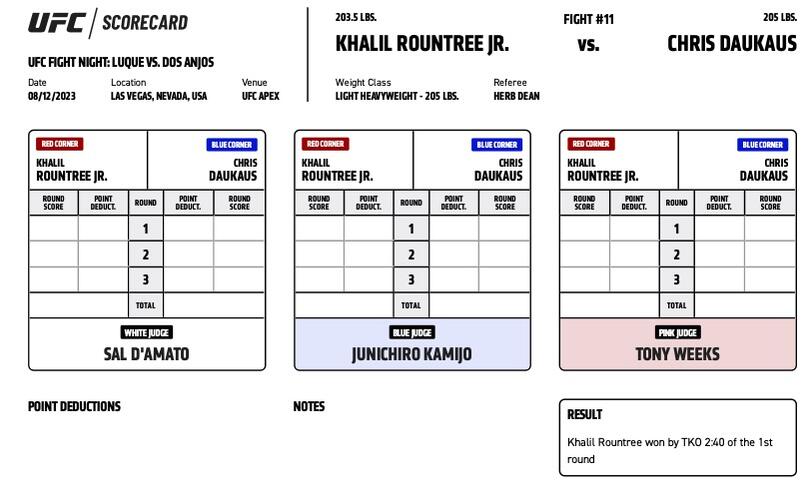 UFC SCORECARD
UFC FIGHT NIGHT: LUQUE VS. DOS ANJOS
Date Location Venue
08/12/2023 LAS VEGAS, NEVADA, USA UFC APEX
203.5 LBS. FIGHT #11 205 LBS.
KHALIL ROUNTREE JR. VS. CHRIS DAUKAUS
Weight Class Referee
LIGHT HEAVYWEIGHT - 205 LBS. HERB DEAN
RED CORNER BLUE CORNER
KHALIL CHRIS
ROUNTREE JR. DAUKAUS
ROUND POINT ROUND POINT ROUND
SCORE DEDUCT. DEDUCT. SCORE
1
2
3
TOTAL
WHITE JUDGE
SAL D'AMATO
RED CORNER BLUE CORNER
KHALIL CHRIS
ROUNTREE JR. DAUKAUS
ROUND POINT ROUND POINT ROUND
SCORE DEDUCT. DEDUCT. SCORE
1
2
3
TOTAL
BLUE JUDGE
JUNICHIRO KAMIJO
RED CORNER BLUE CORNER
KHALIL CHRIS
ROUNTREE JR. DAUKAUS
ROUND POINT ROUND POINT ROUND
SCORE DEDUCT. DEDUCT. SCORE
1
2
3
TOTAL
PINK JUDGE
TONY WEEKS
POINT DEDUCTIONS
NOTES
RESULT
Khalil Rountree won by TKO 2:40 of the 1st
round